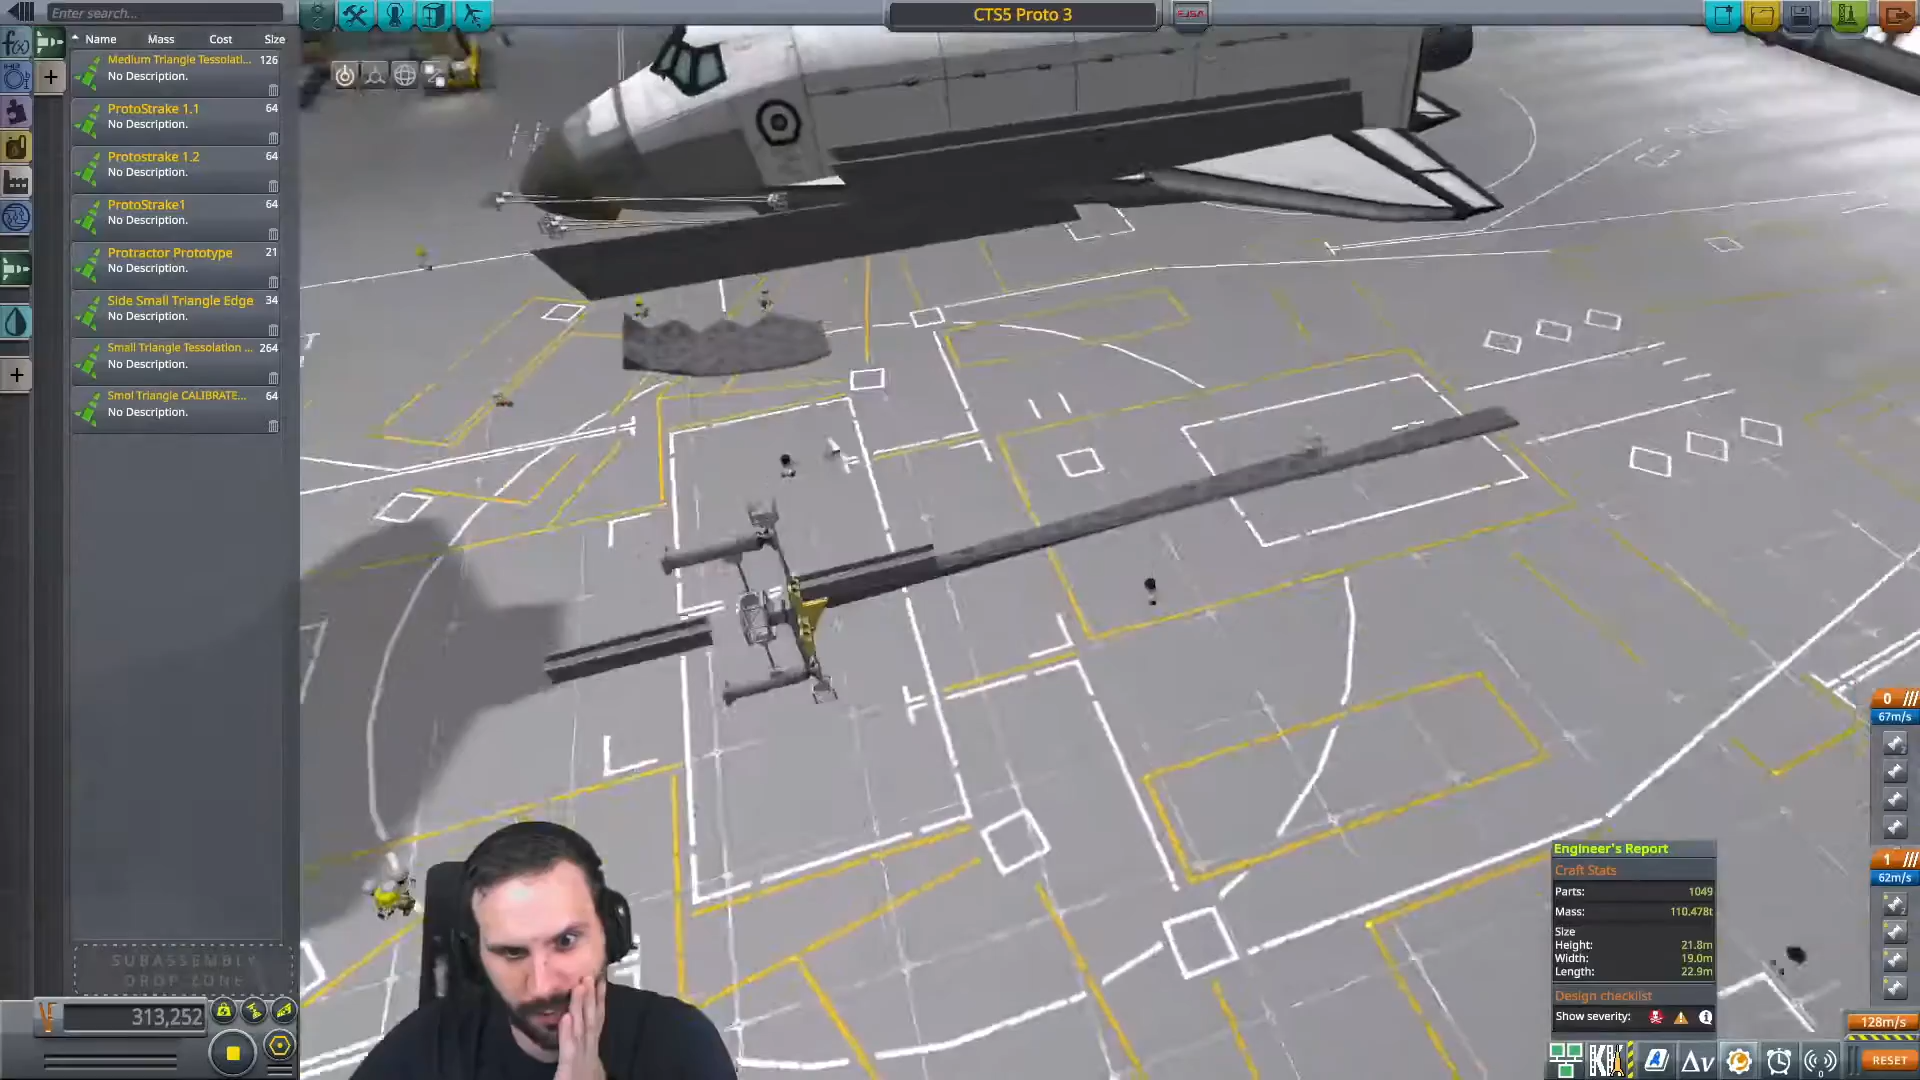 Enter search...
CTS5 Proto 3
Name Mass Cost Size
Medium Triangle Tessolati... 126
No Description.
ProtoStrake 1.1 64
No Description.
Protostrake 1.2 64
No Description.
ProtoStrake1 64
No Description.
Protractor Prototype 21
No Description.
Side Small Triangle Edge 34
No Description.
Small Triangle Tessolation ... 264
No Description.
Smol Triangle CALIBRATE... 64
No Description.
SUBASSEMBLY
DROP ZONE
313,252
0
67m/s
1
62m/s
128m/s
Engineer's Report
Craft Stats
Parts: 1049
Mass: 110.478t
Size
Height: 21.8m
Width: 19.0m
Length: 22.9m
Design checklist
Show severity:
Δv
RESET